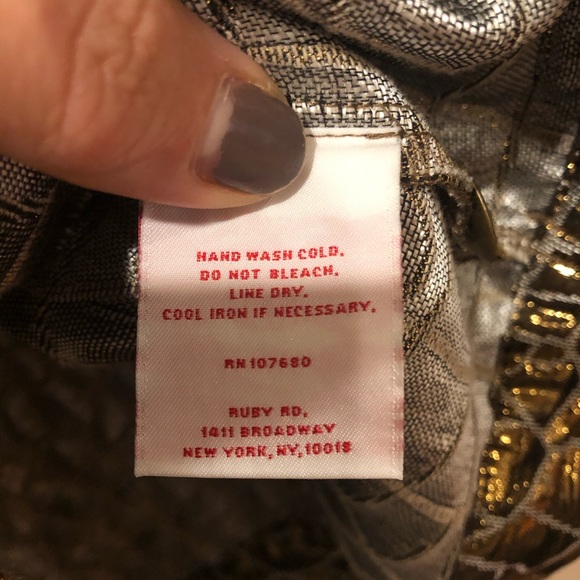 HAND WASH COLD.
DO NOT BLEACH.
LINE DRY.
COOL IRON IF NECESSARY.
RN 107680
RUBY RD.
1411 BROADWAY
NEW YORK, NY, 10018